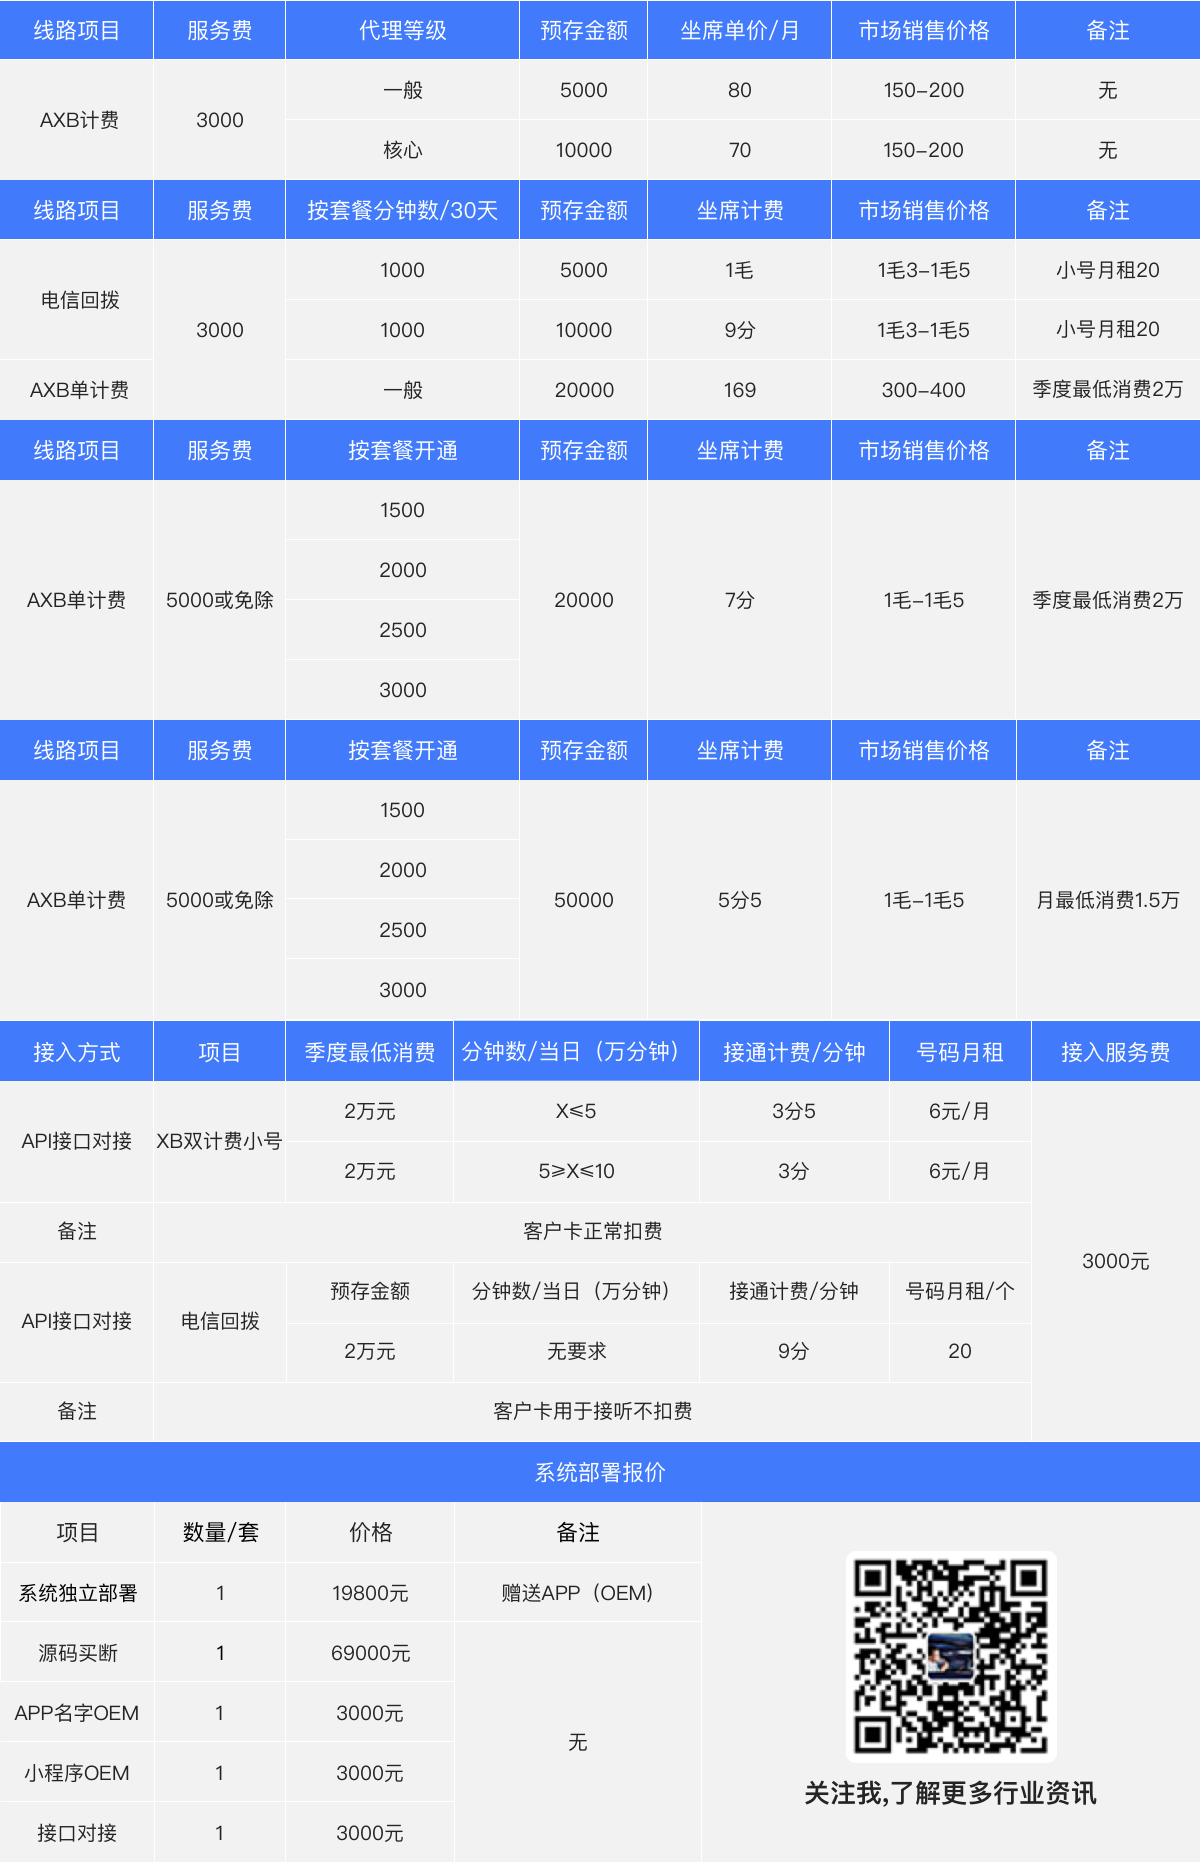 线路项目 服务费 代理等级 预存金额 坐席单价/月 市场销售价格 备注
一般 5000 80 150-200 无
AXB计费 3000
核心 10000 70 150-200 无
线路项目 服务费 按套餐分钟数/30天 预存金额 坐席计费 市场销售价格 备注
1000 5000 1毛 1毛3-1毛5 小号月租20
电信回拨
3000 1000 10000 9分 1毛3-1毛5 小号月租20
AXB单计费 一般 20000 169 300-400 季度最低消费2万
线路项目 服务费 按套餐开通 预存金额 坐席计费 市场销售价格 备注
1500
2000
AXB单计费 5000或免除 20000 7分 1毛-1毛5 季度最低消费2万
2500
3000
线路项目 服务费 按套餐开通 预存金额 坐席计费 市场销售价格 备注
1500
2000
AXB单计费 5000或免除 50000 5分5 1毛-1毛5 月最低消费1.5万
2500
3000
接入方式 项目 季度最低消费 分钟数/当日（万分钟） 接通计费/分钟 号码月租 接入服务费
2万元 X≤5 3分5 6元/月
API接口对接 XB双计费小号
2万元 5≥X≤10 3分 6元/月
备注 客户卡正常扣费
3000元
预存金额 分钟数/当日（万分钟） 接通计费/分钟 号码月租/个
API接口对接 电信回拨
2万元 无要求 9分 20
备注 客户卡用于接听不扣费
系统部署报价
项目 数量/套 价格 备注
系统独立部署 1 19800元 赠送APP（OEM）
源码买断 1 69000元
APP名字OEM 1 3000元
无
小程序OEM 1 3000元
接口对接 1 3000元
关注我,了解更多行业资讯